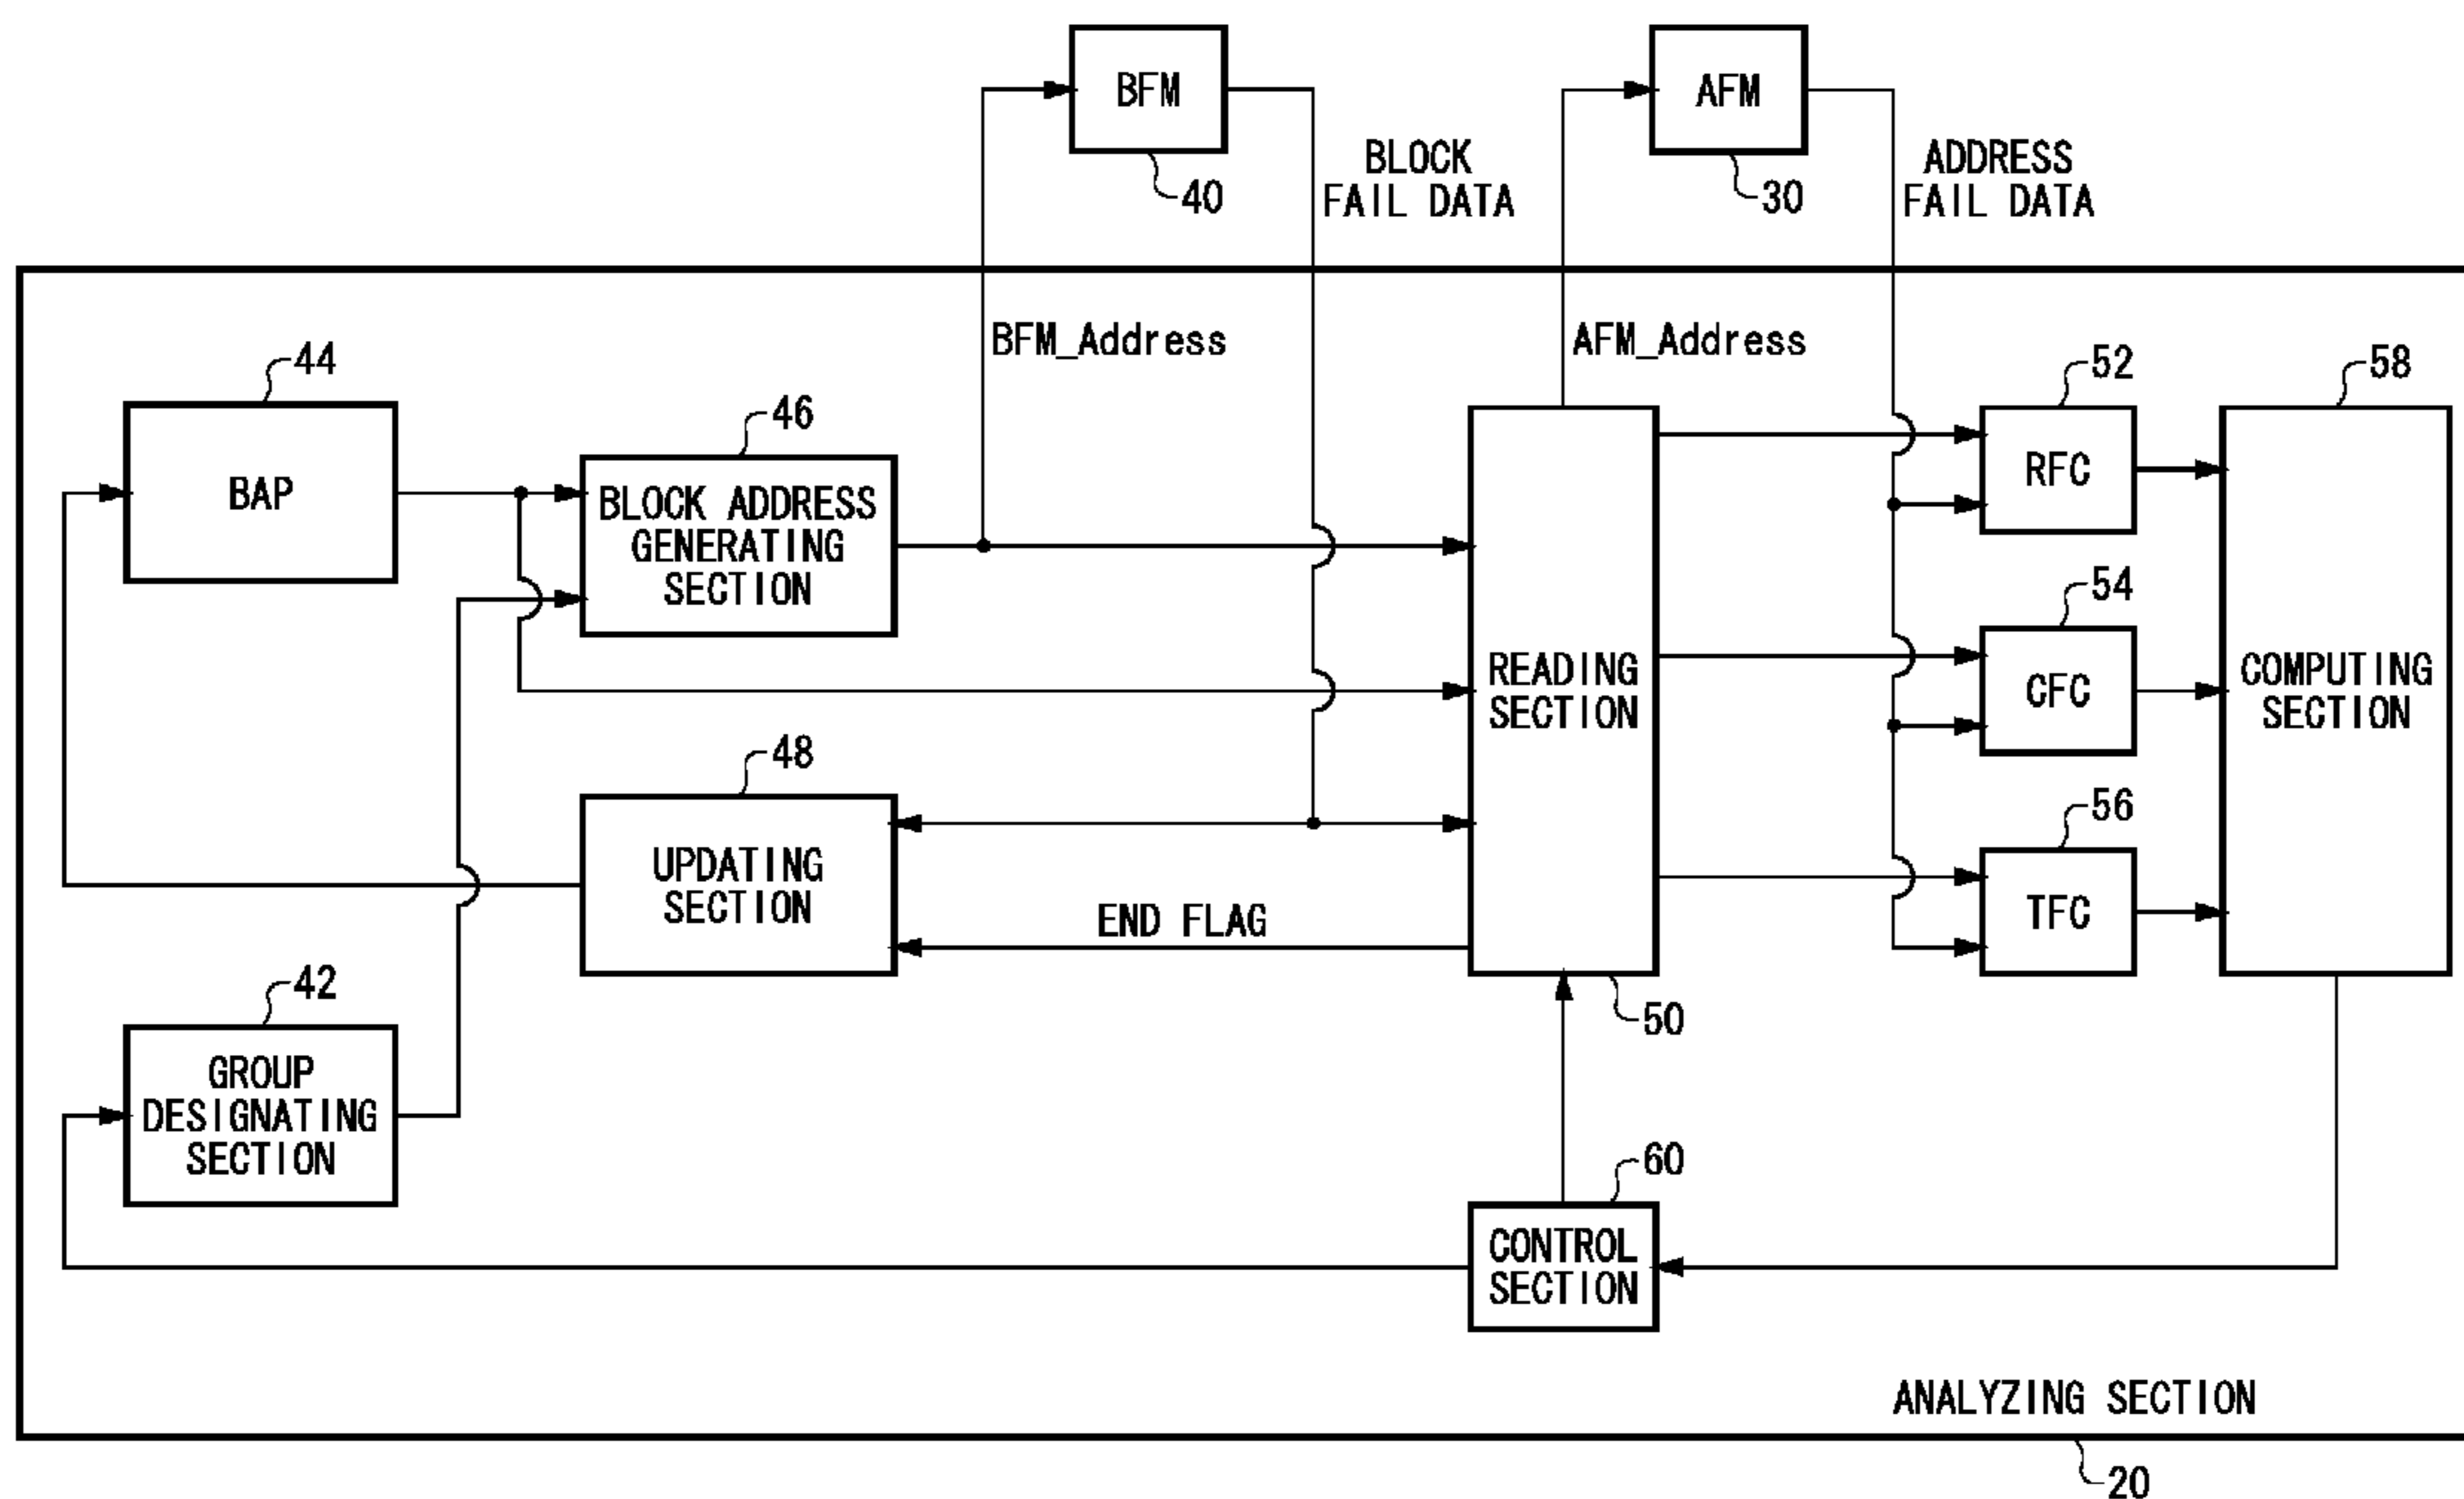 BFM
40
BLOCK
FAIL DATA
AFM
30
ADDRESS
FAIL DATA
BFM_Address
AFM_Address
44
BAP
46
BLOCK ADDRESS
GENERATING
SECTION
52
RFC
58
COMPUTING
SECTION
54
CFC
READING
SECTION
50
48
UPDATING
SECTION
END FLAG
56
TFC
42
GROUP
DESIGNATING
SECTION
60
CONTROL
SECTION
ANALYZING SECTION
20